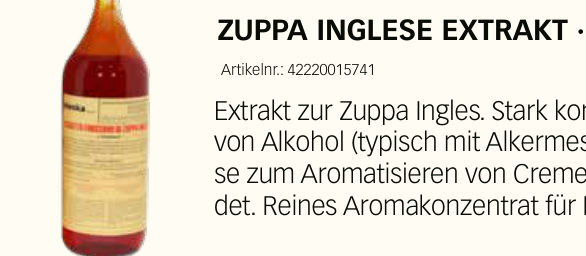 ZUPPA INGLESE EXTRAKT ·
Artikelnr.: 42220015741
Extrakt zur Zuppa Ingles. Stark kon
von Alkohol (typisch mit Alkermes
se zum Aromatisieren von Creme
det. Reines Aromakonzentrat für